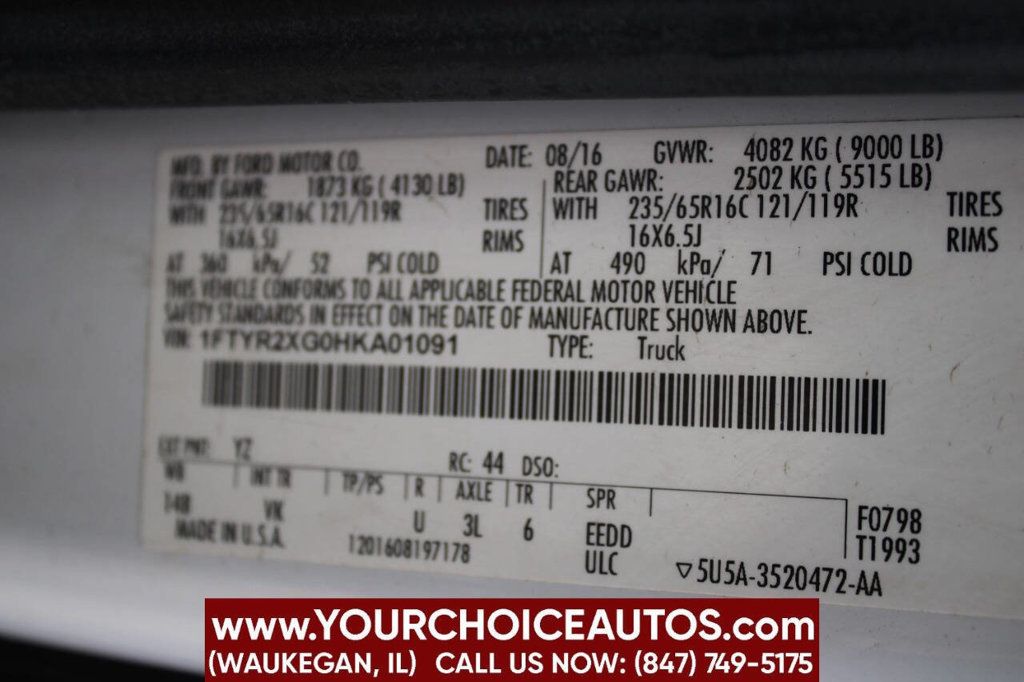 MFD. BY FORD MOTOR CO. DATE: 08/16 GVWR: 4082 KG ( 9000 LB)
FRONT GAWR: 1873 KG ( 4130 LB) REAR GAWR: 2502 KG ( 5515 LB)
WITH 235/65R16C 121/119R TIRES WITH 235/65R16C 121/119R TIRES
16X6.5J RIMS 16X6.5J RIMS
AT 360 kPa/ 52 PSI COLD AT 490 kPa/ 71 PSI COLD
THIS VEHICLE CONFORMS TO ALL APPLICABLE FEDERAL MOTOR VEHICLE
SAFETY STANDARDS IN EFFECT ON THE DATE OF MANUFACTURE SHOWN ABOVE.
VIN: 1FTYR2XG0HKA01091 TYPE: Truck
EXT PNT: YZ RC: 44 DSO:
WB INT TR TP/PS R AXLE TR SPR
148 VK U 3L 6 EEDD F0798
MADE IN U.S.A. 1201608197178 ULC T1993
▽5U5A-3520472-AA
www.YOURCHOICEAUTOS.com
(WAUKEGAN, IL) CALL US NOW: (847) 749-5175